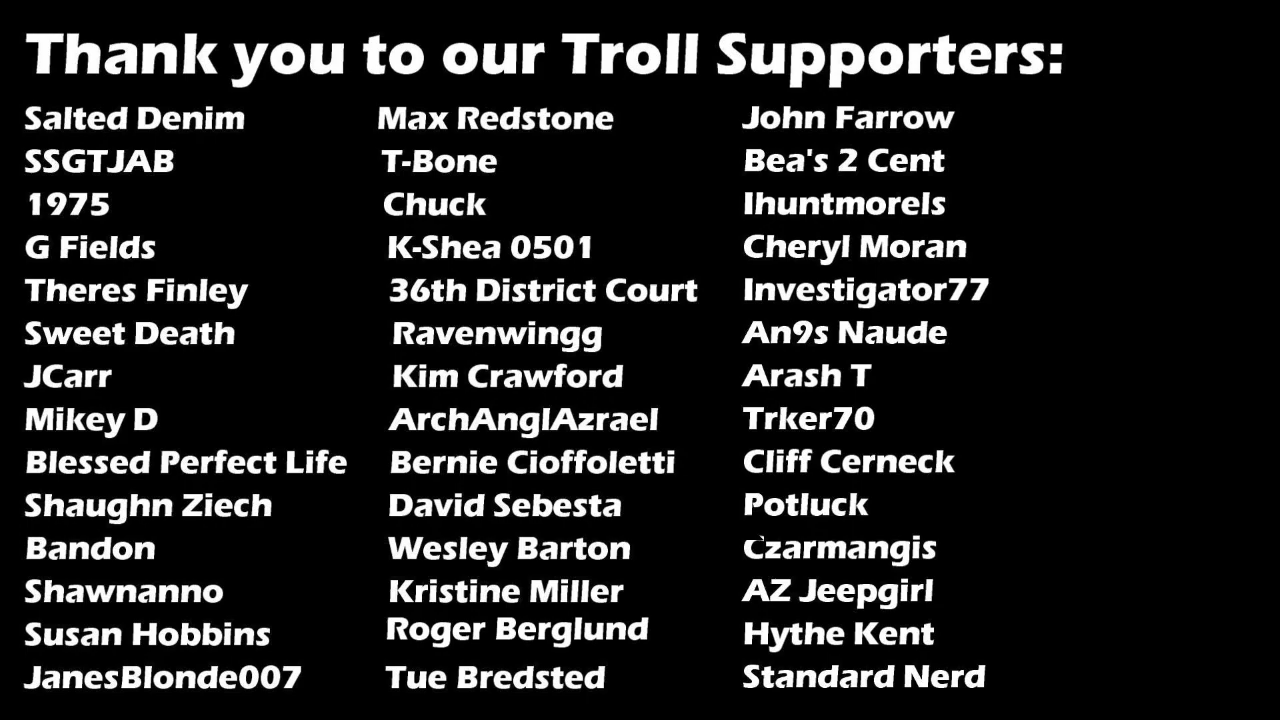 Thank you to our Troll Supporters:
Salted Denim
SSGTJAB
1975
G Fields
Theres Finley
Sweet Death
JCarr
Mikey D
Blessed Perfect Life
Shaughn Ziech
Bandon
Shawnanno
Susan Hobbins
JanesBlonde007
Max Redstone
T-Bone
Chuck
K-Shea 0501
36th District Court
Ravenwingg
Kim Crawford
ArchAnglAzrael
Bernie Cioffoletti
David Sebesta
Wesley Barton
Kristine Miller
Roger Berglund
Tue Bredsted
John Farrow
Bea's 2 Cent
Ihuntmorels
Cheryl Moran
Investigator77
An9s Naude
Arash T
Trker70
Cliff Cerneck
Potluck
Czarmangis
AZ Jeepgirl
Hythe Kent
Standard Nerd